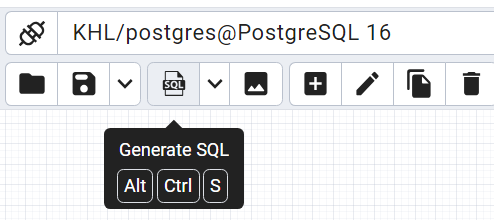 KHL/postgres@PostgreSQL 16
SQL
Generate SQL
Alt Ctrl S